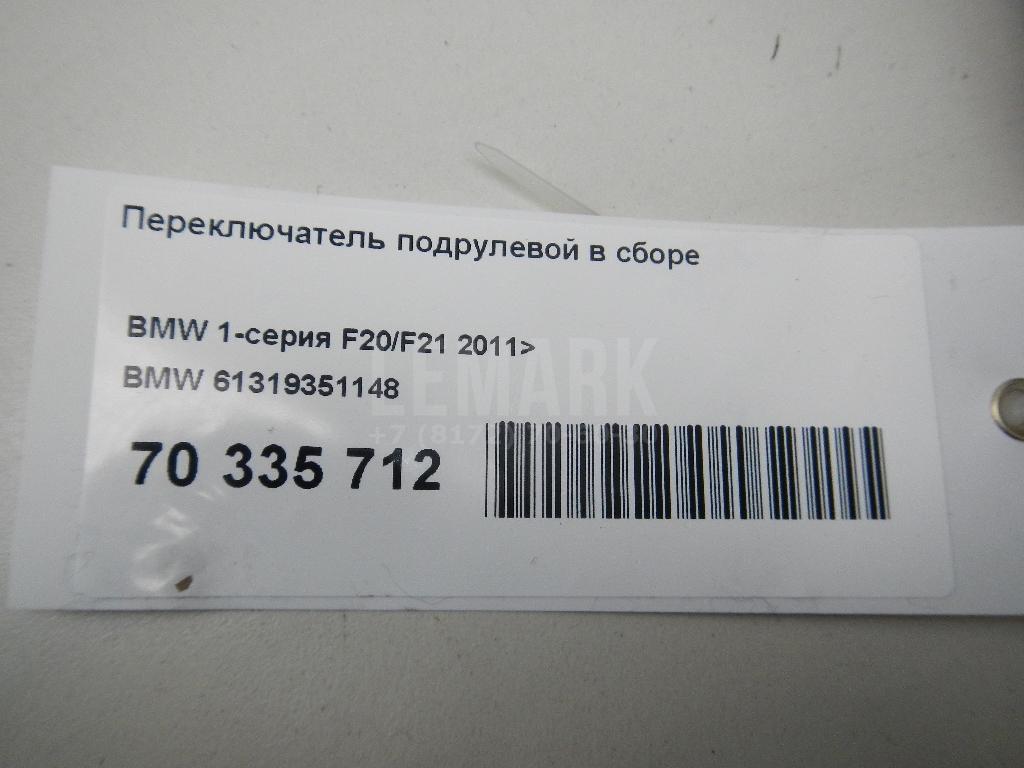 Переключатель подрулевой в сборе
BMW 1-серия F20/F21 2011>
BMW 61319351148
LEMARK
70 335 712